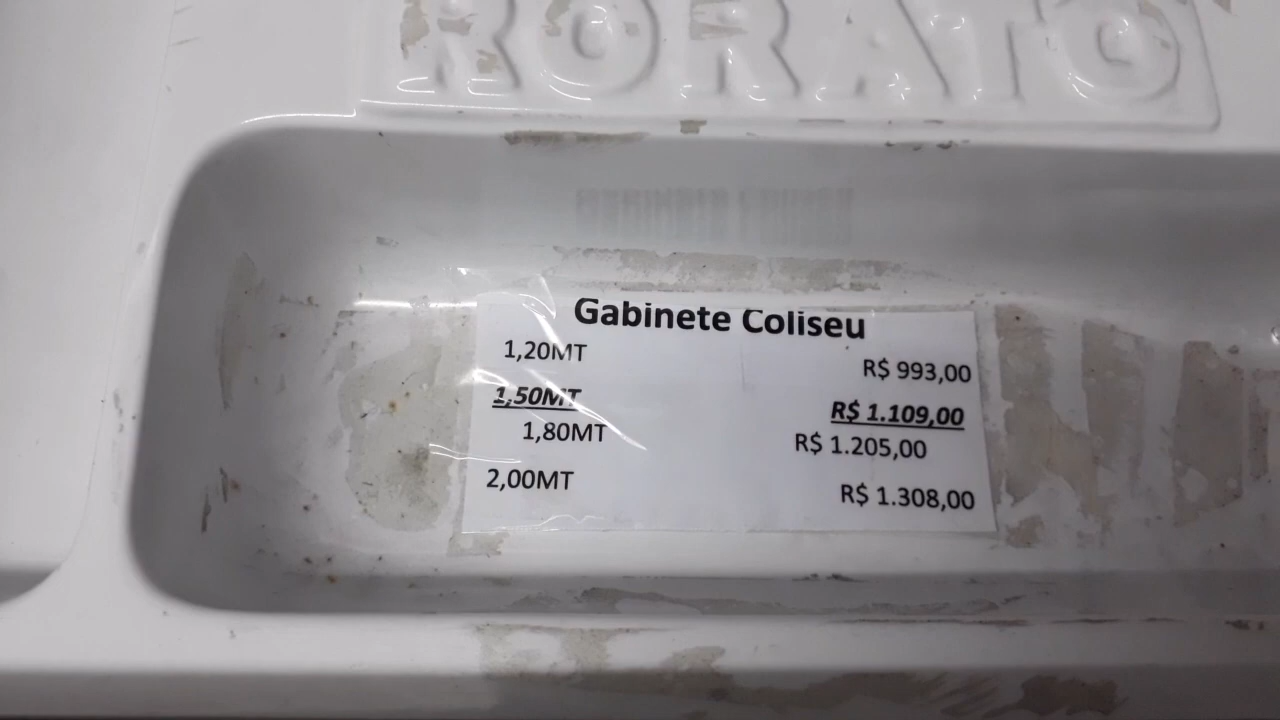 RORATO
Gabinete Coliseu
1,20MT R$ 993,00
1,50MT R$ 1.109,00
1,80MT R$ 1.205,00
2,00MT R$ 1.308,00